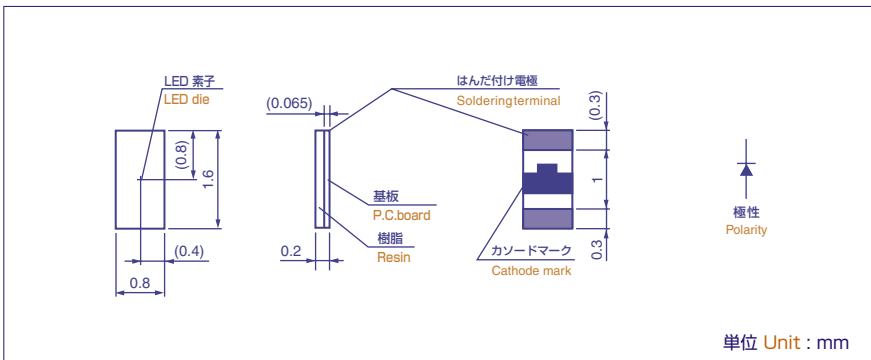 LED 素子
LED die
(0.8)
1.6
(0.4)
0.8
(0.065)
基板
P.C.board
樹脂
Resin
0.2
はんだ付け電極
Solderingterminal
(0.3)
1
0.3
カソードマーク
Cathode mark
極性
Polarity
単位 Unit : mm